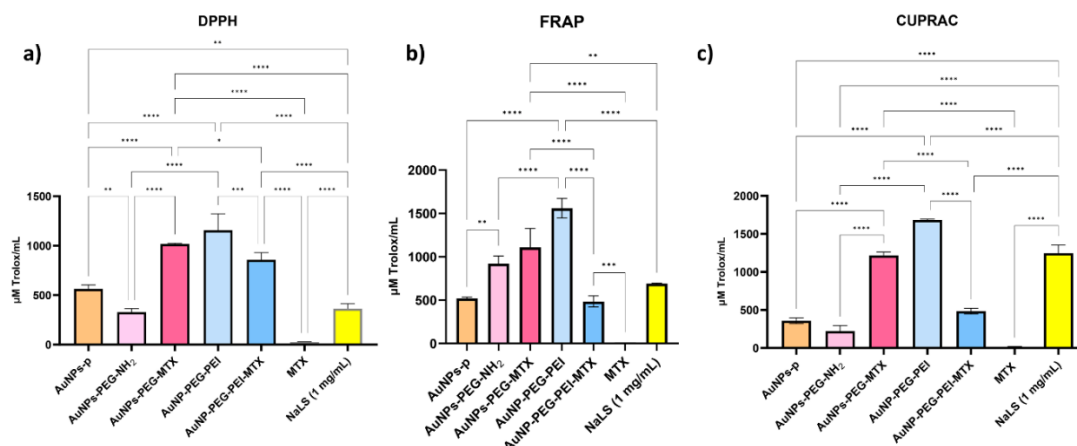 DPPH
a)
**
****
****
****
****
****
*
****
****
**
****
***
****
****
1500
1000
500
0
µM Trolox/mL
AuNPs-p
AuNPs-PEG-NH₂
AuNPs-PEG-MTX
AuNP-PEG-PEI
AuNP-PEG-PEI-MTX
MTX
NaLS (1 mg/mL)
FRAP
b)
**
****
****
****
****
****
****
**
***
2000
1500
1000
500
0
µM Trolox/mL
AuNPs-p
AuNPs-PEG-NH₂
AuNPs-PEG-MTX
AuNP-PEG-PEI
AuNP-PEG-PEI-MTX
MTX
NaLS (1 mg/mL)
CUPRAC
c)
****
****
****
****
****
****
****
****
****
****
****
****
2000
1500
1000
500
0
µM Trolox/mL
AuNPs-p
AuNPs-PEG-NH₂
AuNPs-PEG-MTX
AuNP-PEG-PEI
AuNP-PEG-PEI-MTX
MTX
NaLS (1 mg/mL)